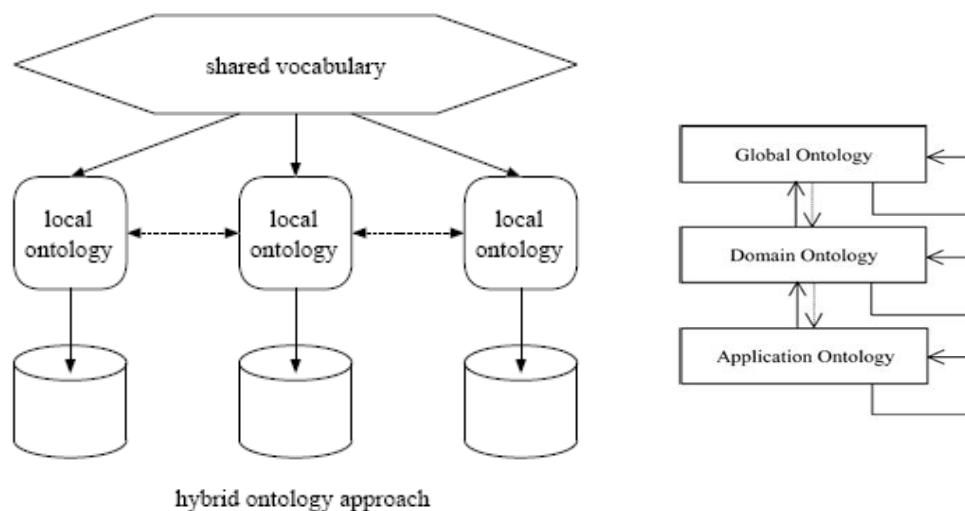 shared vocabulary
local
ontology
local
ontology
local
ontology
hybrid ontology approach
Global Ontology
Domain Ontology
Application Ontology